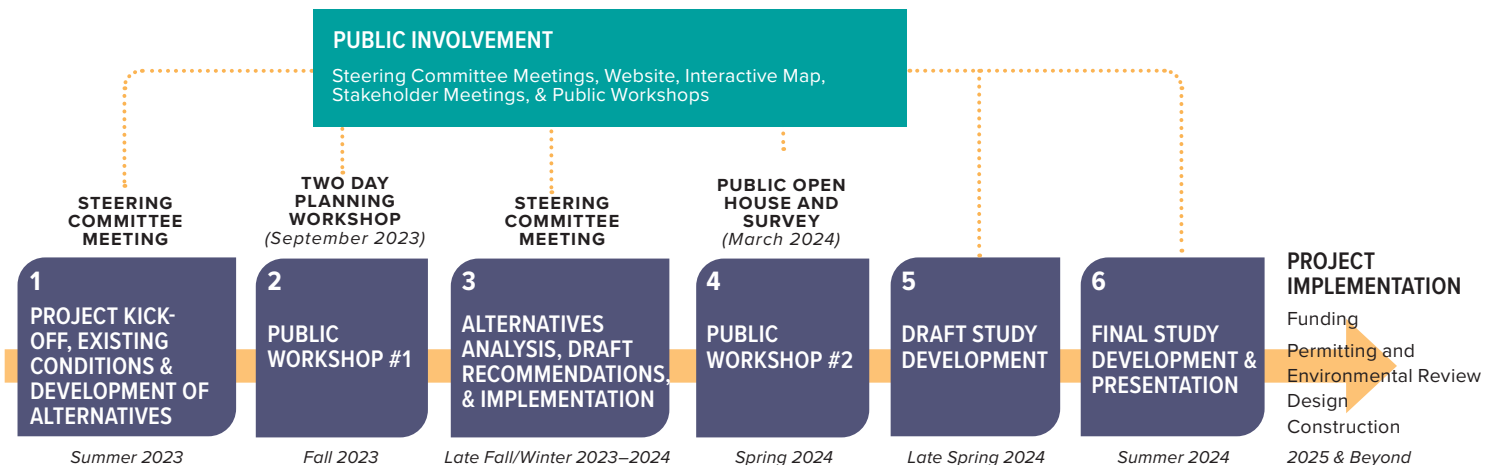 PUBLIC INVOLVEMENT
Steering Committee Meetings, Website, Interactive Map,
Stakeholder Meetings, & Public Workshops
STEERING
COMMITTEE
MEETING
TWO DAY
PLANNING
WORKSHOP
(September 2023)
STEERING
COMMITTEE
MEETING
PUBLIC OPEN
HOUSE AND
SURVEY
(March 2024)
1
PROJECT KICK-
OFF, EXISTING
CONDITIONS &
DEVELOPMENT OF
ALTERNATIVES
Summer 2023
2
PUBLIC
WORKSHOP #1
Fall 2023
3
ALTERNATIVES
ANALYSIS, DRAFT
RECOMMENDATIONS,
& IMPLEMENTATION
Late Fall/Winter 2023–2024
4
PUBLIC
WORKSHOP #2
Spring 2024
5
DRAFT STUDY
DEVELOPMENT
Late Spring 2024
6
FINAL STUDY
DEVELOPMENT &
PRESENTATION
Summer 2024
PROJECT
IMPLEMENTATION
Funding
Permitting and
Environmental Review
Design
Construction
2025 & Beyond